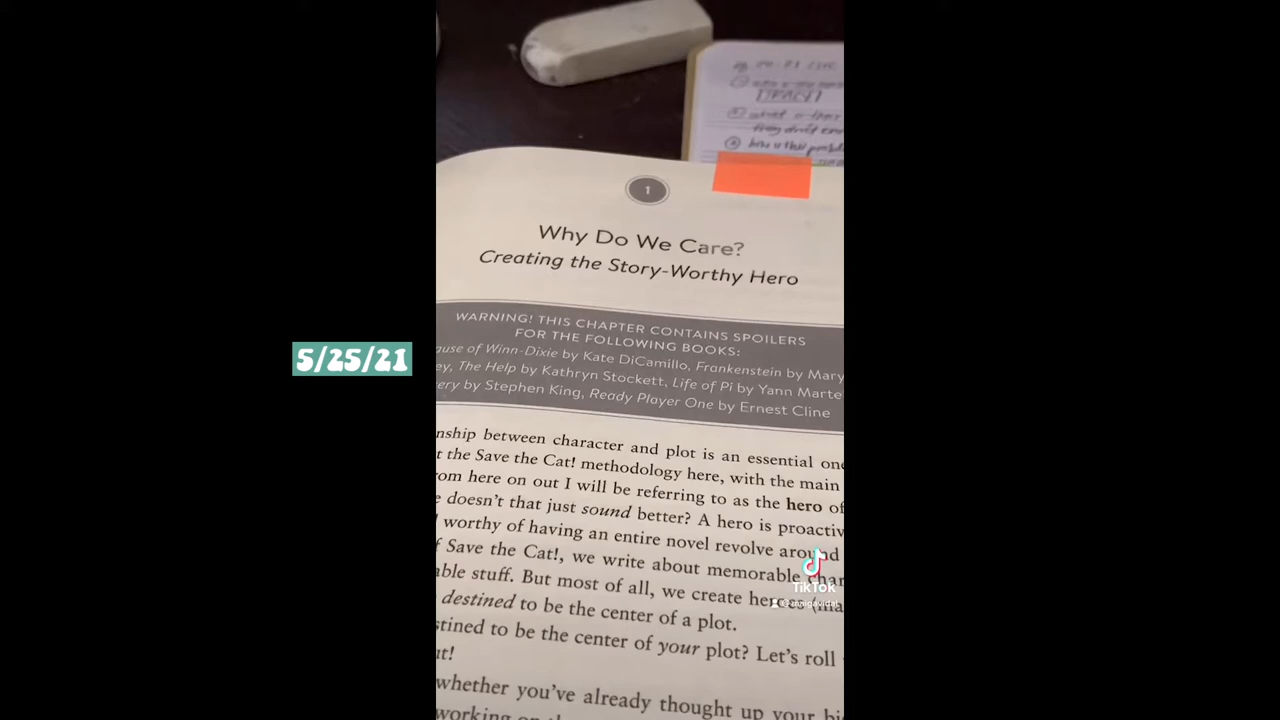 1
Why Do We Care?
Creating the Story-Worthy Hero
WARNING! THIS CHAPTER CONTAINS SPOILERS
FOR THE FOLLOWING BOOKS:
ause of Winn-Dixie by Kate DiCamillo, Frankenstein by Mary
ey, The Help by Kathryn Stockett, Life of Pi by Yann Marte
ery by Stephen King, Ready Player One by Ernest Cline
5/25/21
nship between character and plot is an essential one
t the Save the Cat! methodology here, with the main
rom here on out I will be referring to as the hero of
e doesn't that just sound better? A hero is proactiv
worthy of having an entire novel revolve around
f Save the Cat!, we write about memorable char
able stuff. But most of all, we create heroes (ma
destined to be the center of a plot.
stined to be the center of your plot? Let's roll
ut!
whether you've already thought up your bi
working on
TikTok